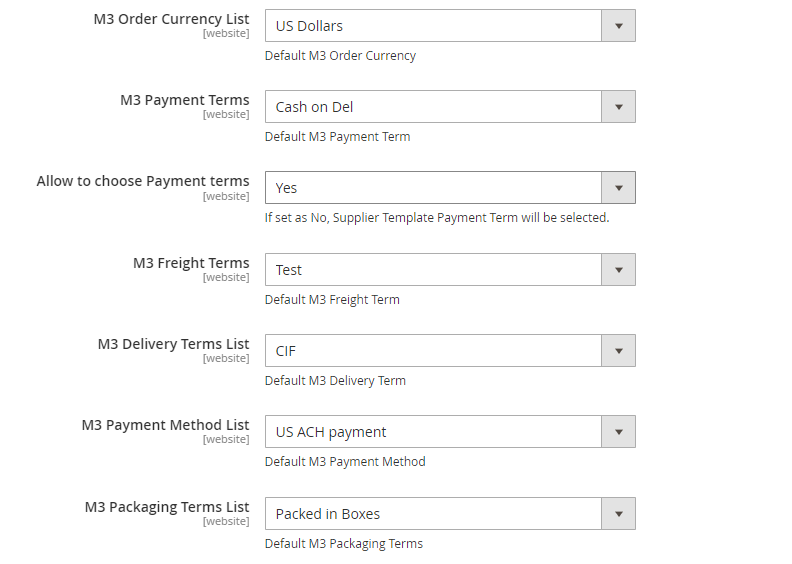 M3 Order Currency List
[website]
US Dollars
Default M3 Order Currency
M3 Payment Terms
[website]
Cash on Del
Default M3 Payment Term
Allow to choose Payment terms
[website]
Yes
If set as No, Supplier Template Payment Term will be selected.
M3 Freight Terms
[website]
Test
Default M3 Freight Term
M3 Delivery Terms List
[website]
CIF
Default M3 Delivery Term
M3 Payment Method List
[website]
US ACH payment
Default M3 Payment Method
M3 Packaging Terms List
[website]
Packed in Boxes
Default M3 Packaging Terms